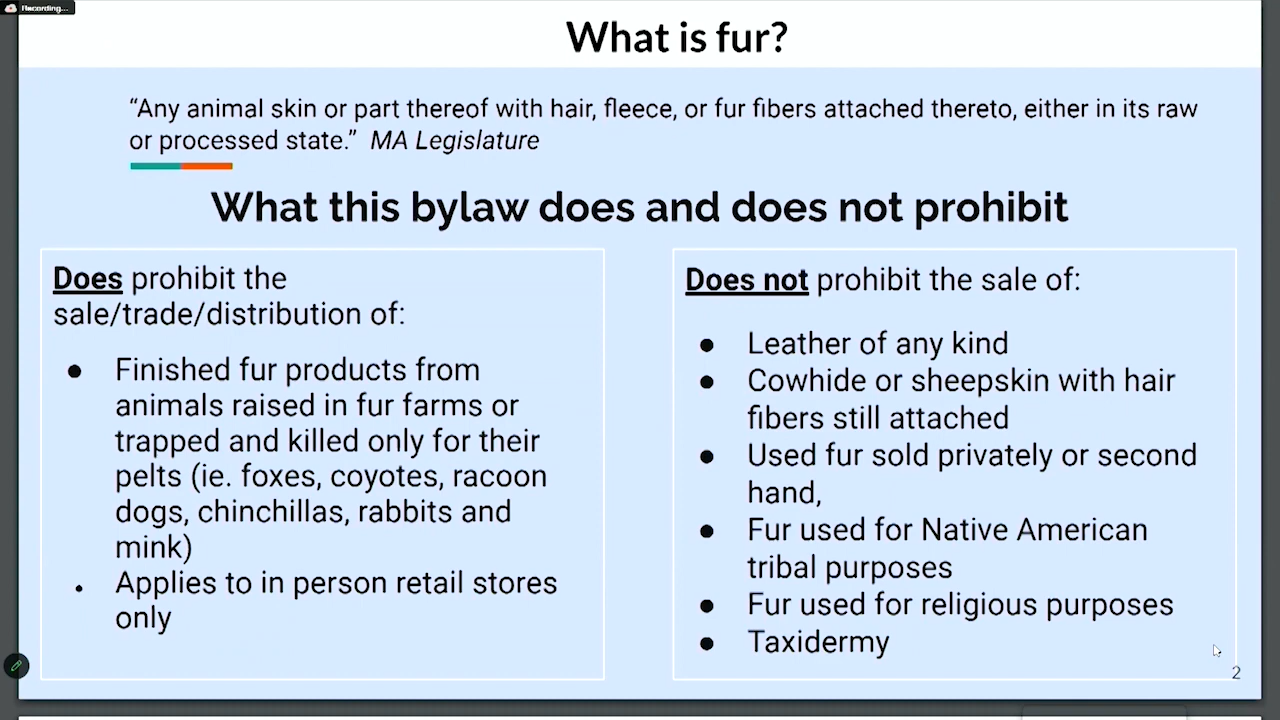 Recording...
What is fur?
“Any animal skin or part thereof with hair, fleece, or fur fibers attached thereto, either in its raw
or processed state.” MA Legislature
What this bylaw does and does not prohibit
Does prohibit the
sale/trade/distribution of:
● Finished fur products from
animals raised in fur farms or
trapped and killed only for their
pelts (ie. foxes, coyotes, racoon
dogs, chinchillas, rabbits and
mink)
• Applies to in person retail stores
only
Does not prohibit the sale of:
● Leather of any kind
● Cowhide or sheepskin with hair
fibers still attached
● Used fur sold privately or second
hand,
● Fur used for Native American
tribal purposes
● Fur used for religious purposes
● Taxidermy
2